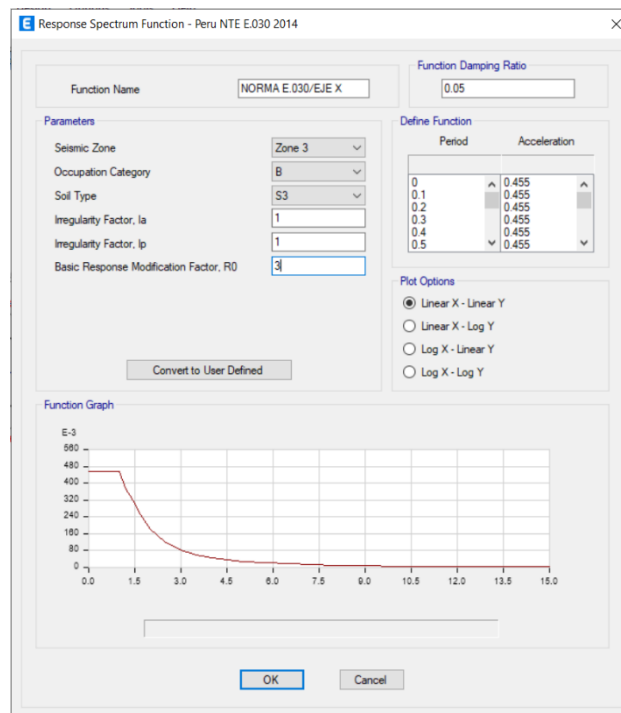 Response Spectrum Function - Peru NTE E.030 2014
Function Name
NORMA E.030/EJE X
Function Damping Ratio
0.05
Parameters
Seismic Zone
Zone 3
Occupation Category
B
Soil Type
S3
Irregularity Factor, Ia
1
Irregularity Factor, Ip
1
Basic Response Modification Factor, R0
3
Convert to User Defined
Define Function
Period Acceleration
0 0.455
0.1 0.455
0.2 0.455
0.3 0.455
0.4 0.455
0.5 0.455
Plot Options
Linear X - Linear Y
Linear X - Log Y
Log X - Linear Y
Log X - Log Y
Function Graph
E-3
560
480
400
320
240
160
80
0
0.0 1.5 3.0 4.5 6.0 7.5 9.0 10.5 12.0 13.5 15.0
OK Cancel